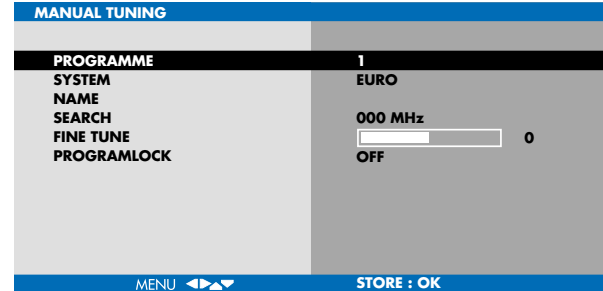 MANUAL TUNING
PROGRAMME 1
SYSTEM EURO
NAME
SEARCH 000 MHz
FINE TUNE 0
PROGRAMLOCK OFF
MENU STORE : OK